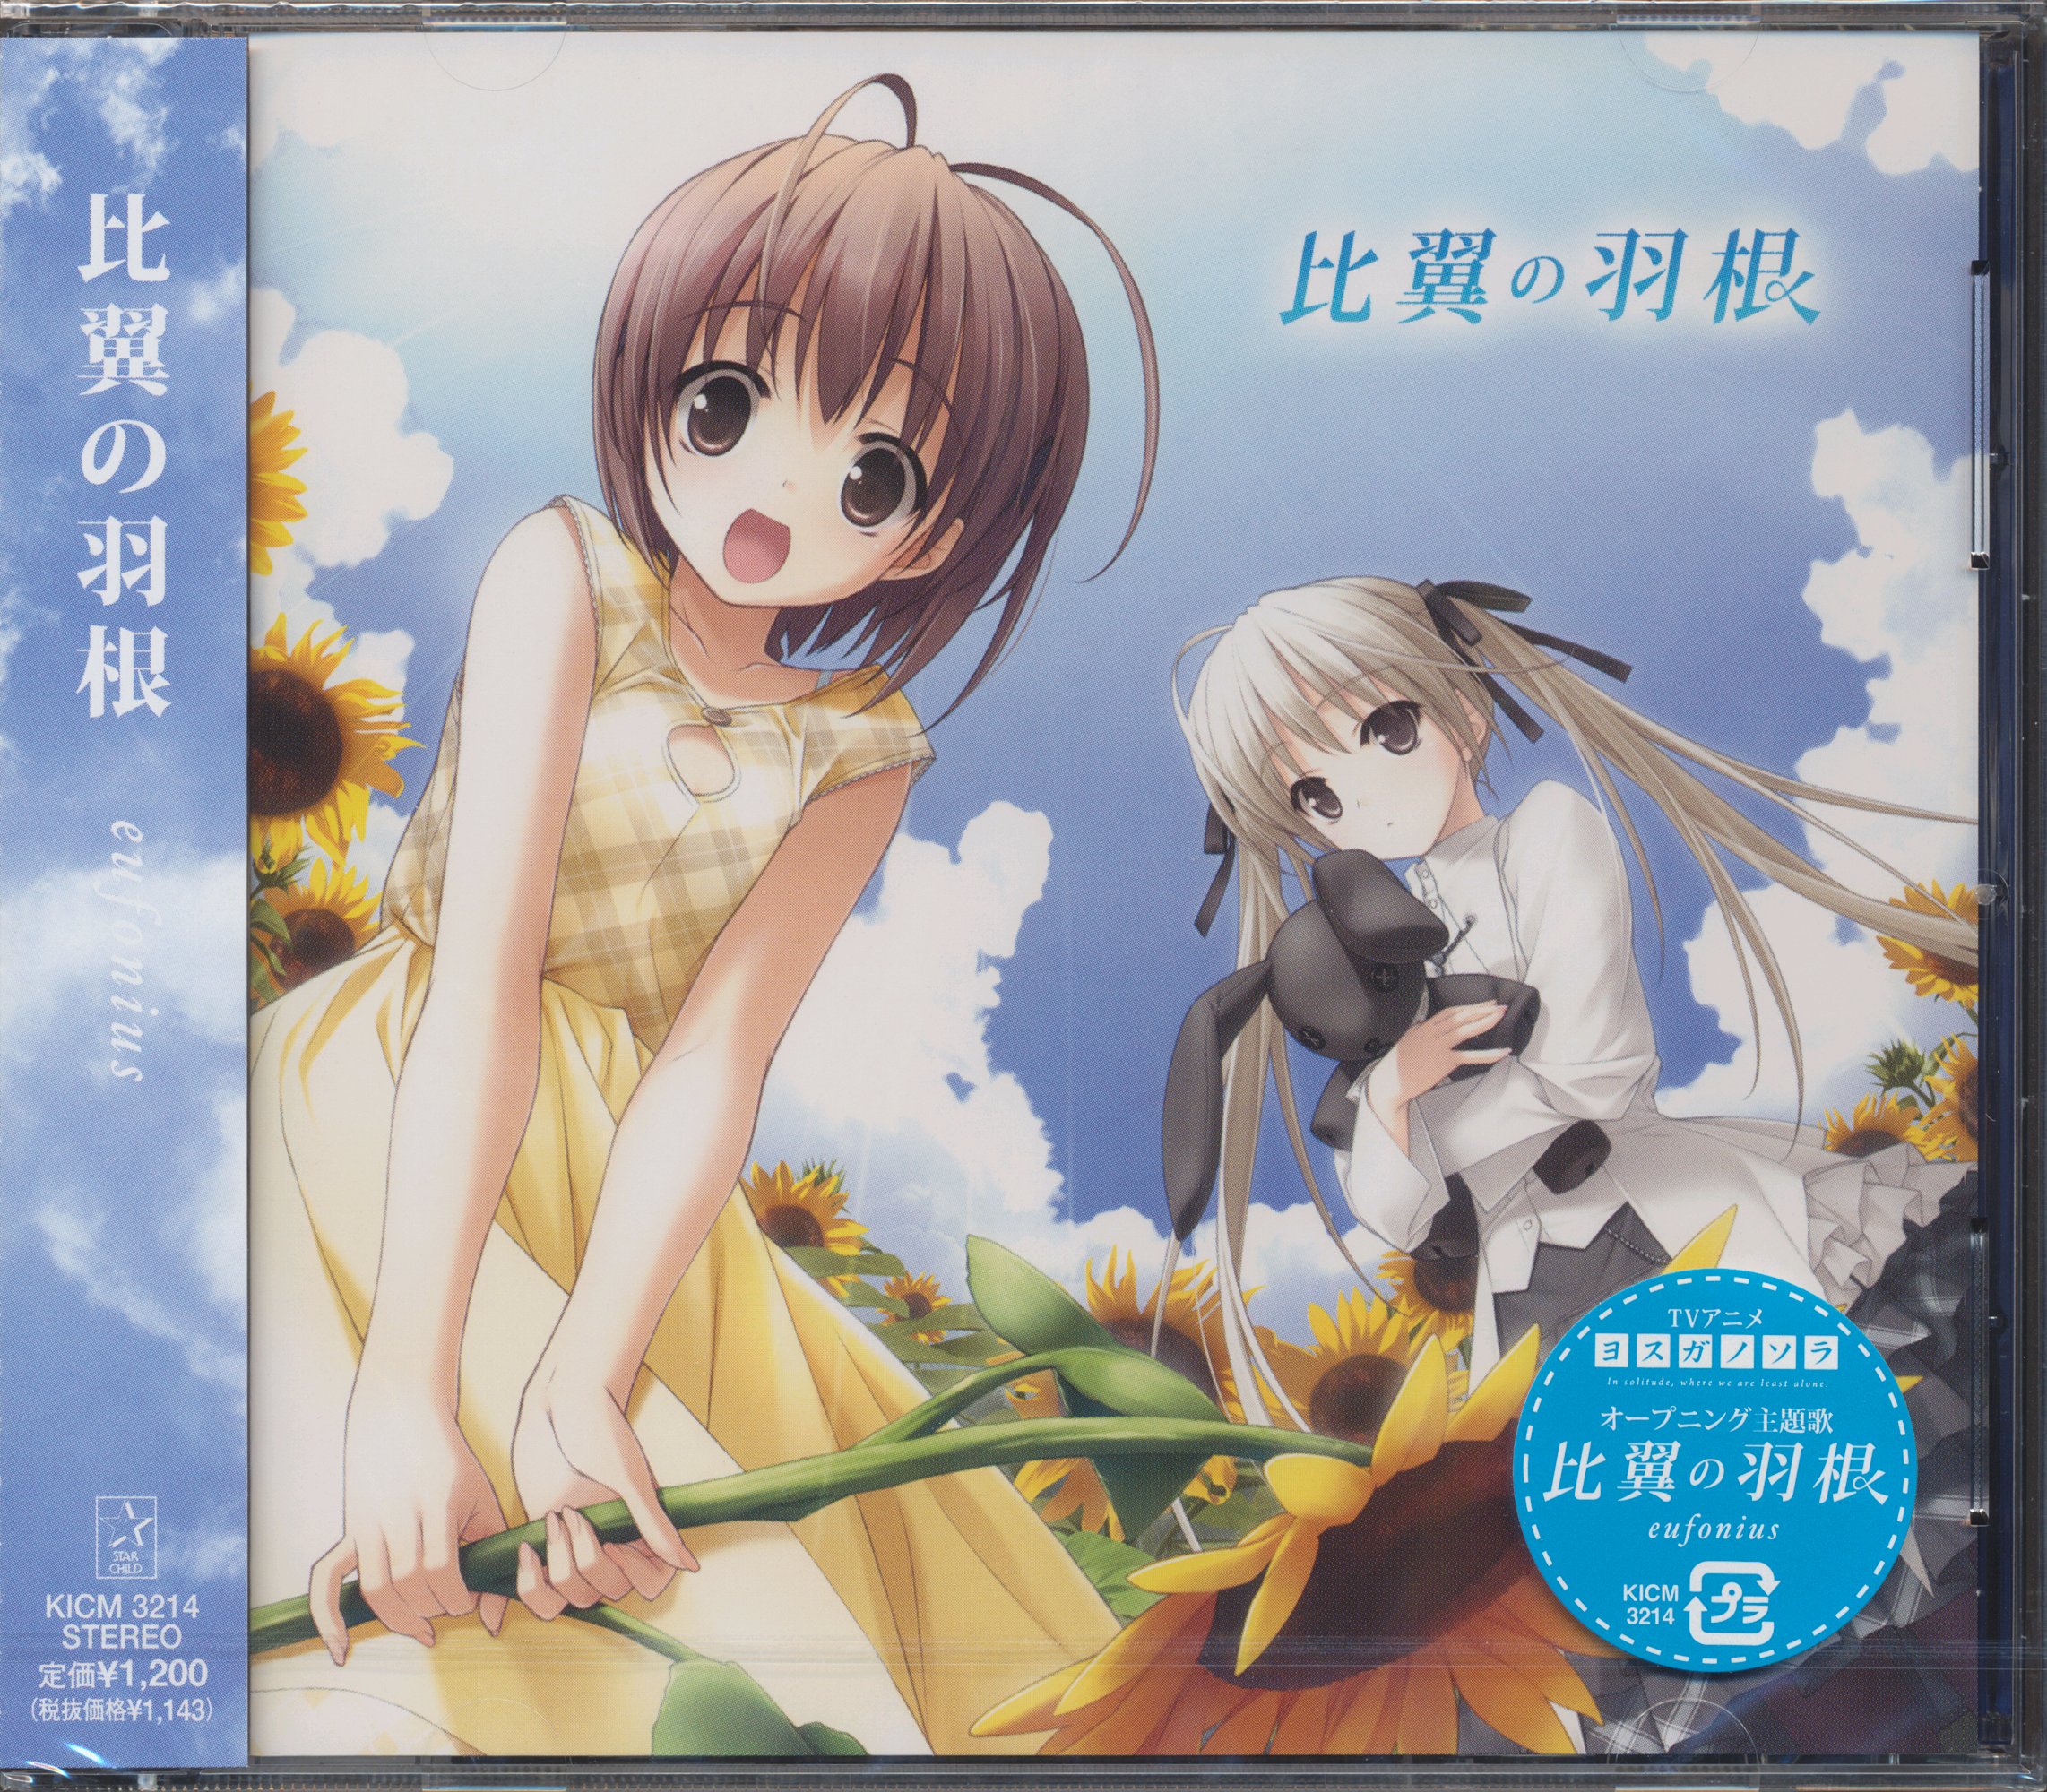 比翼の羽根
eufonius
STAR
CHILD
KICM 3214
STEREO
定価¥1,200
(税抜価格¥1,143)
比翼の羽根
TVアニメ
ヨスガノソラ
In solitude, where we are least alone.
オープニング主題歌
比翼の羽根
eufonius
KICM
3214
プラ